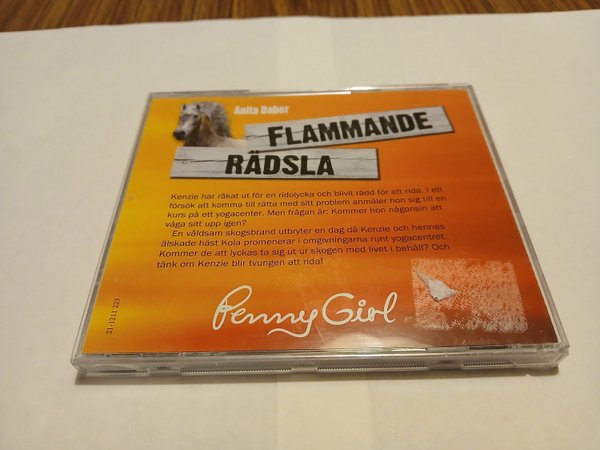 Anita Daher
FLAMMANDE
RÄDSLA
Kenzie har råkat ut för en ridolycka och blivit rädd för att rida. I ett
försök att komma till rätta med sitt problem anmäler hon sig till en
kurs på ett yogacenter. Men frågan är: Kommer hon någonsin att
våga sitt upp igen?
En våldsam skogsbrand utbryter en dag då Kenzie och hennes
älskade häst Kola promenerar i omgivningarna runt yogacentret.
Kommer de att lyckas ta sig ut ur skogen med livet i behåll? Och
tänk om Kenzie blir tvungen att rida!
Penny Girl
21-1211 223